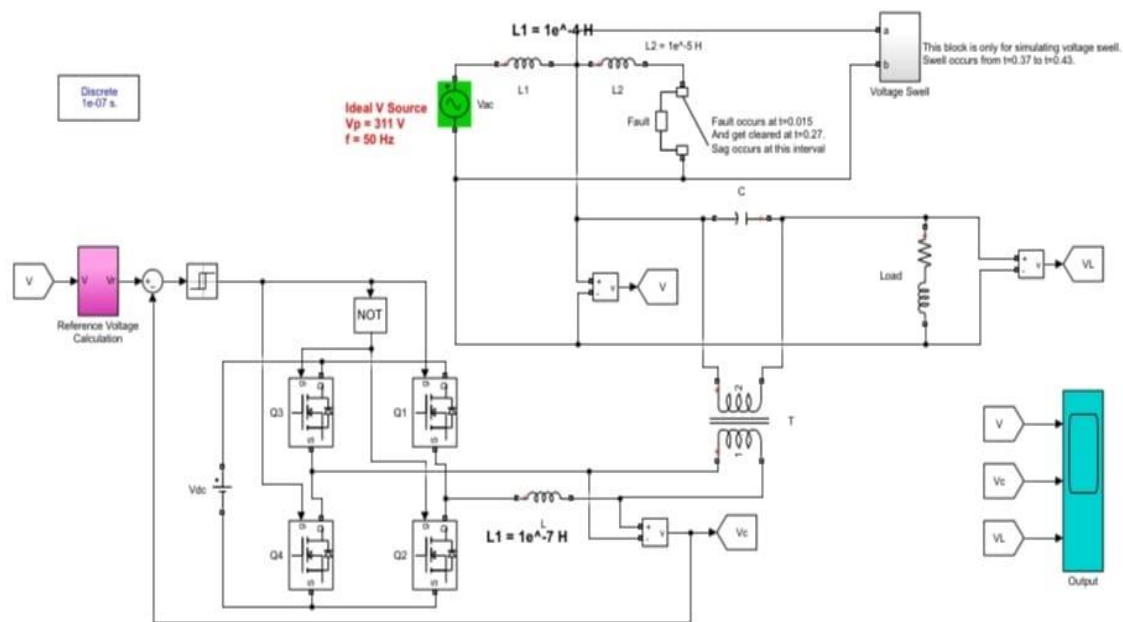 L1 = 1e^-4 H
L2 = 1e^-5 H
a
b
Voltage Swell
This block is only for simulating voltage swell.
Swell occurs from t=0.37 to t=0.43.
Discrete
1e-07 s.
L1
L2
Vac
Ideal V Source
Vp = 311 V
f = 50 Hz
Fault
Fault occurs at t=0.015
And get cleared at t=0.27.
Sag occurs at this interval
C
V
V
Vr
Reference Voltage
Calculation
+
-
NOT
+
-
v
V
Load
+
-
v
VL
g
D
S
Q3
g
D
S
Q1
2
1
T
Vdc
+
L
L1 = 1e^-7 H
g
D
S
Q4
g
D
S
Q2
+
-
v
Vc
V
Vc
VL
Output